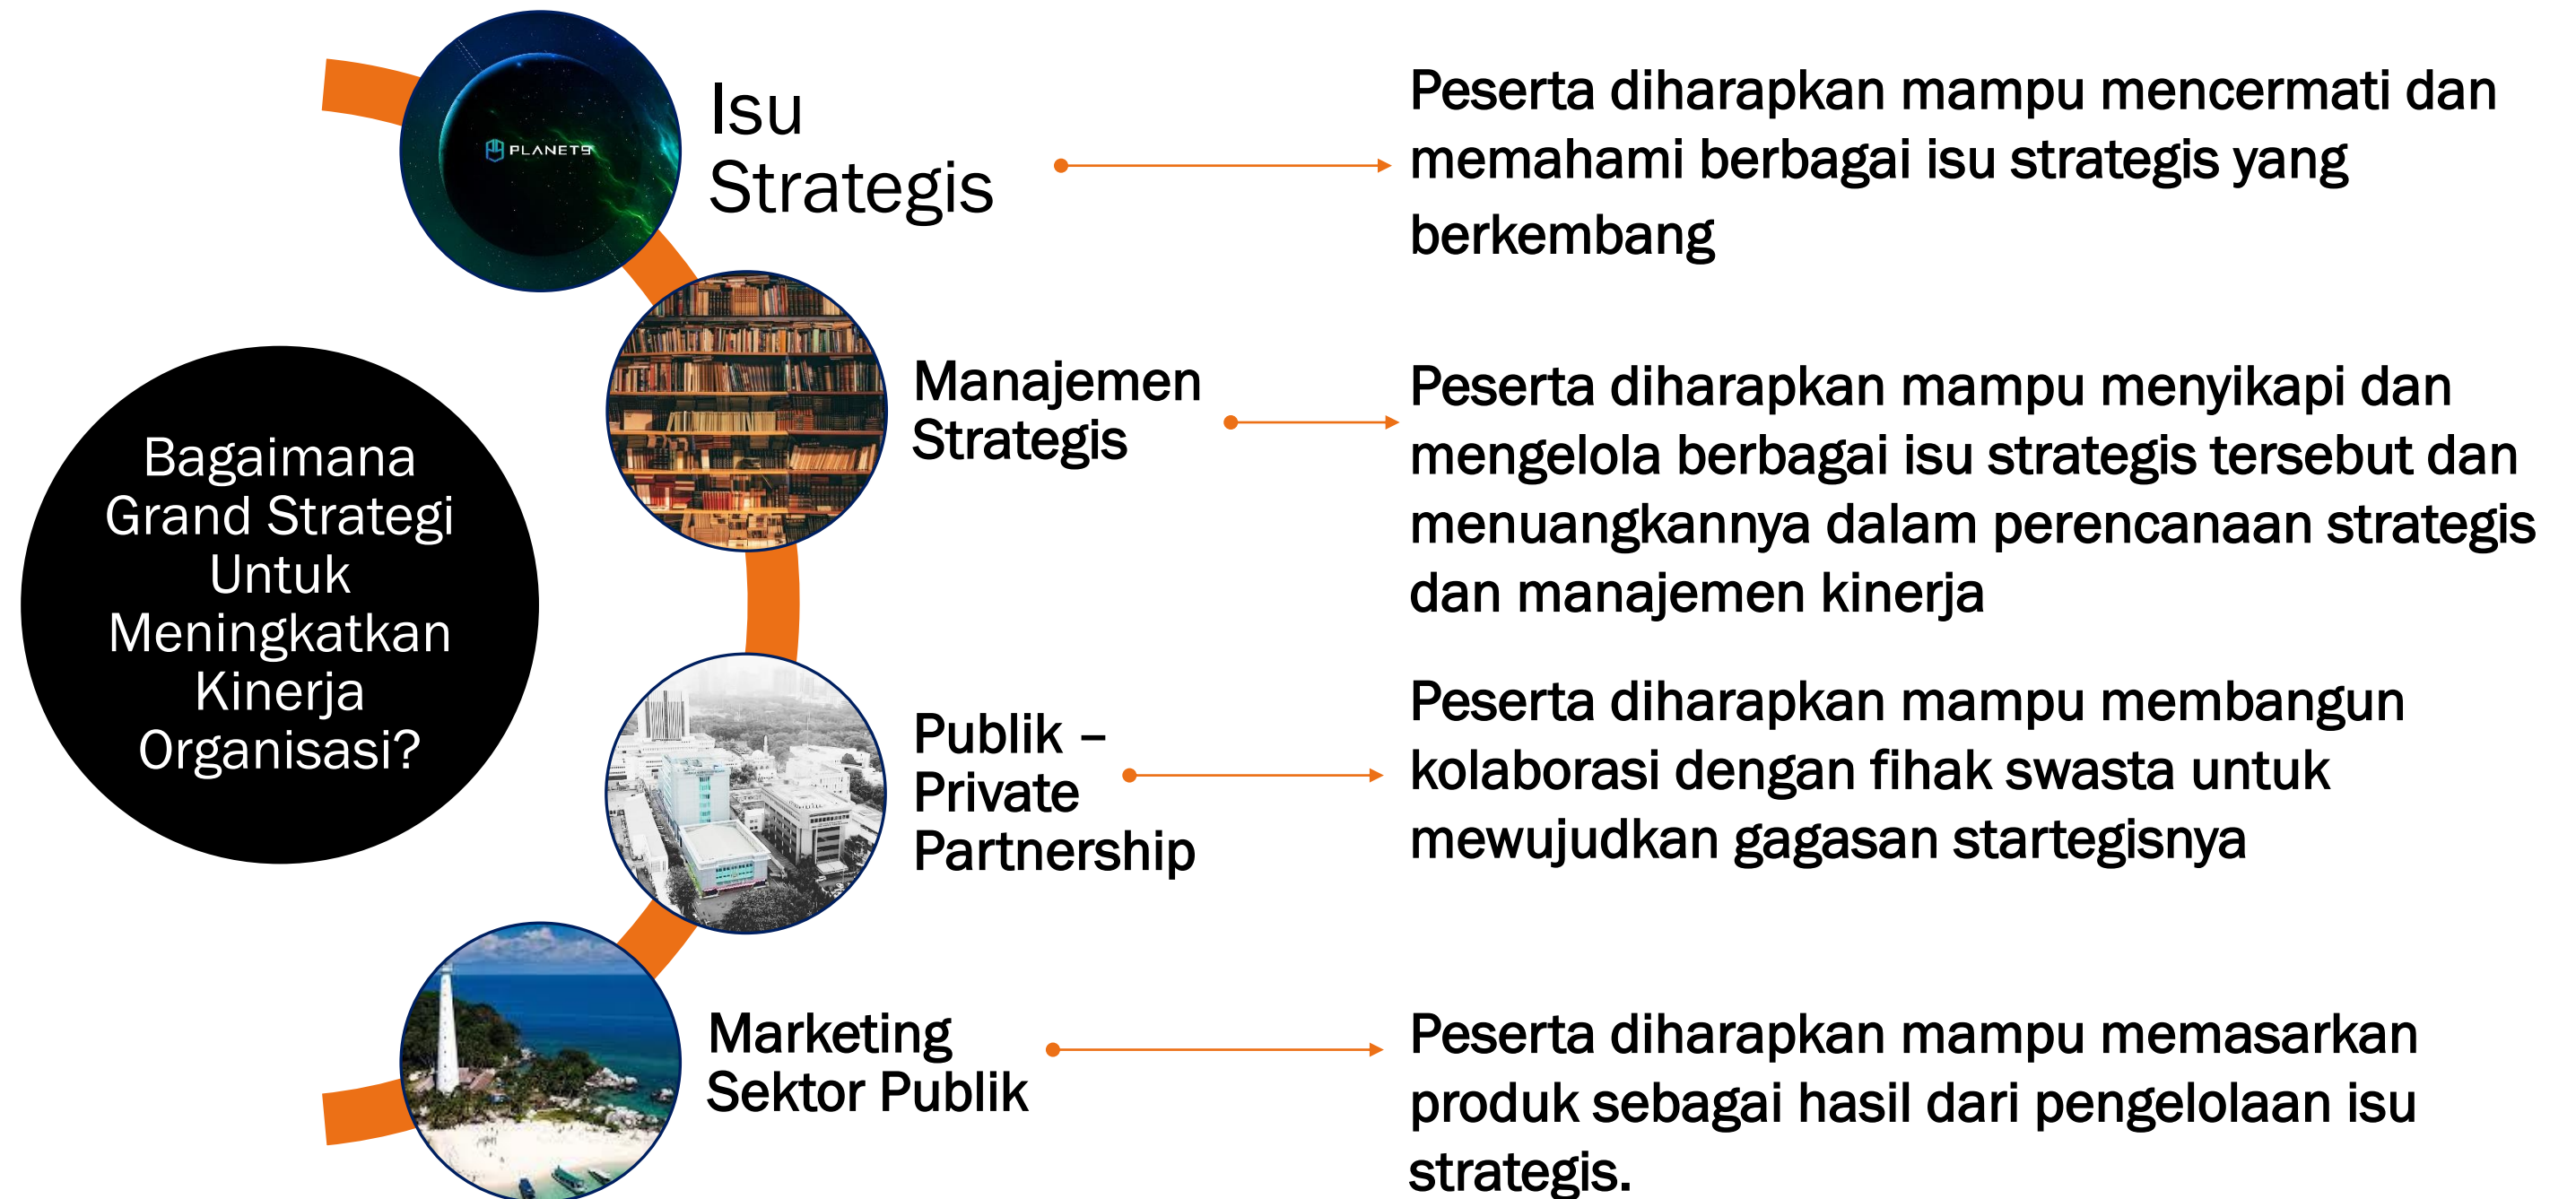 PLANET9
Isu
Strategis
Peserta diharapkan mampu mencermati dan
memahami berbagai isu strategis yang
berkembang
Manajemen
Strategis
Peserta diharapkan mampu menyikapi dan
mengelola berbagai isu strategis tersebut dan
menuangkannya dalam perencanaan strategis
dan manajemen kinerja
Bagaimana
Grand Strategi
Untuk
Meningkatkan
Kinerja
Organisasi?
Publik –
Private
Partnership
Peserta diharapkan mampu membangun
kolaborasi dengan fihak swasta untuk
mewujudkan gagasan startegisnya
Marketing
Sektor Publik
Peserta diharapkan mampu memasarkan
produk sebagai hasil dari pengelolaan isu
strategis.